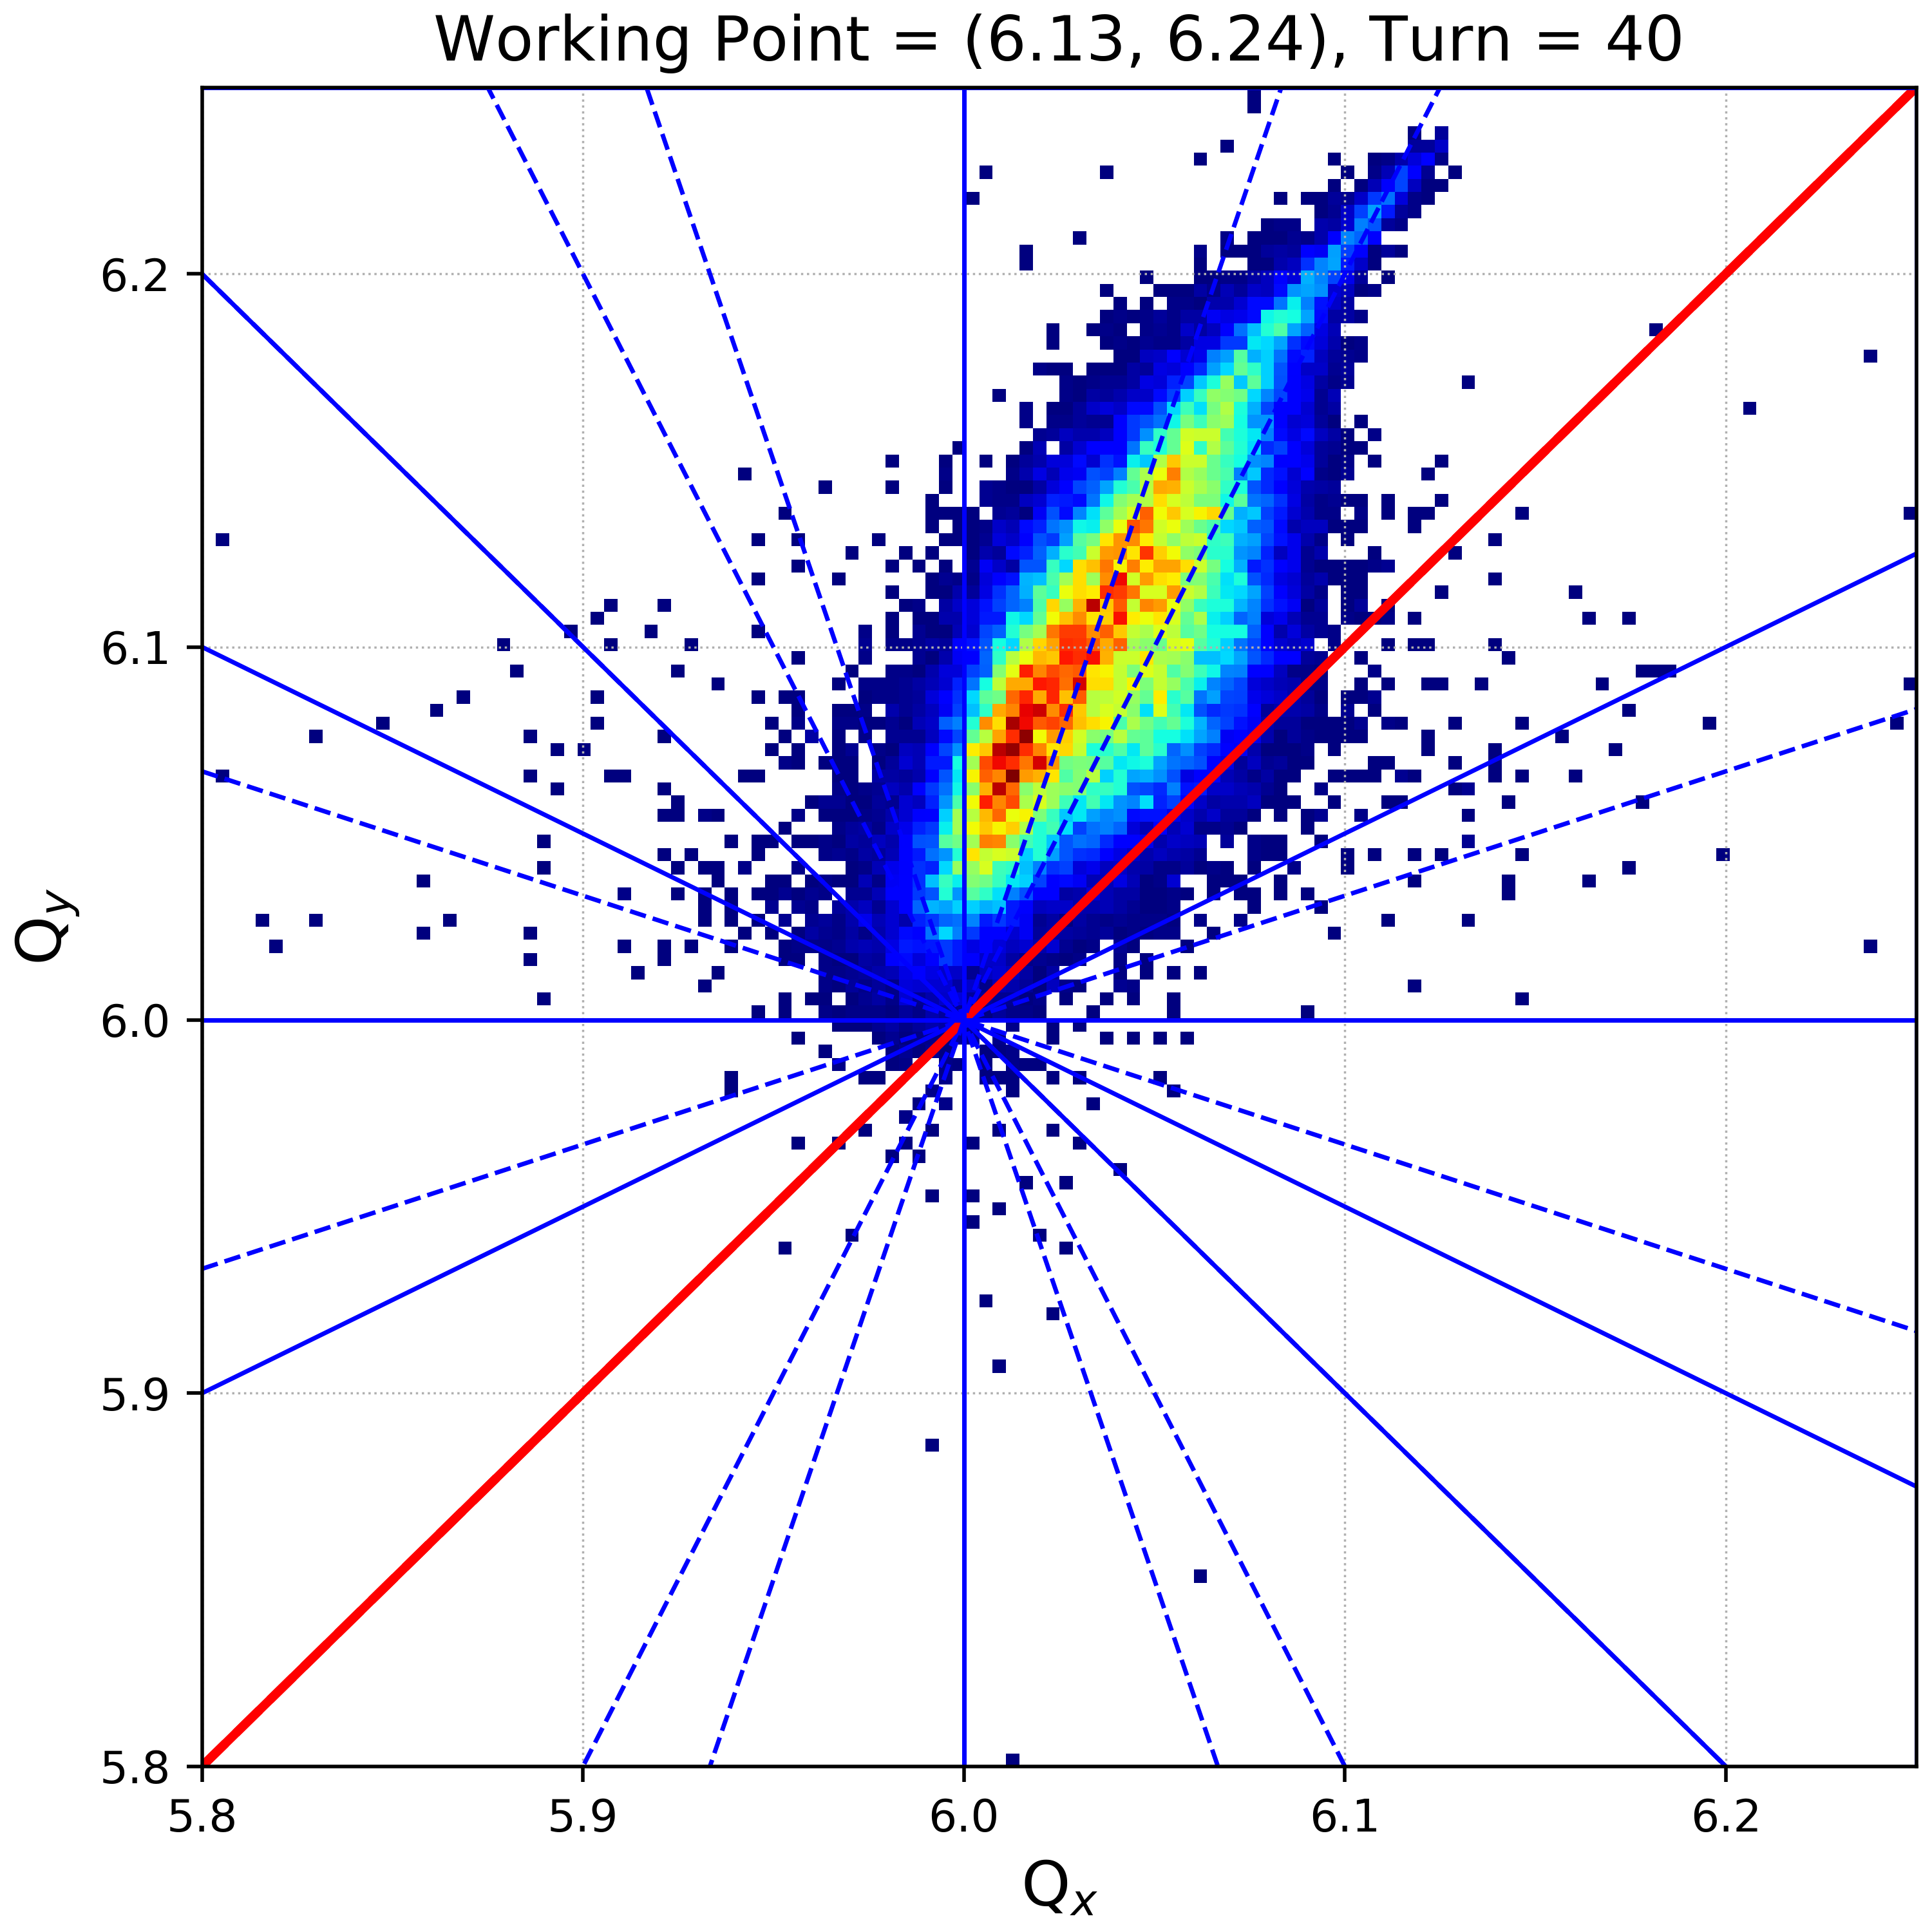 Working Point = (6.13, 6.24), Turn = 40
6.2
6.1
6.0
5.9
5.8
Qy
5.8 5.9 6.0 6.1 6.2
Qx